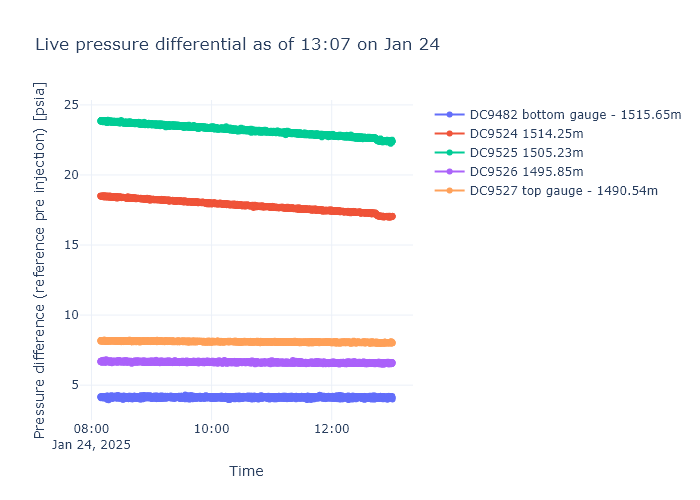 Live pressure differential as of 13:07 on Jan 24
Pressure difference (reference pre injection) [psia]
25
20
15
10
5
08:00
Jan 24, 2025
10:00
12:00
Time
DC9482 bottom gauge - 1515.65m
DC9524 1514.25m
DC9525 1505.23m
DC9526 1495.85m
DC9527 top gauge - 1490.54m